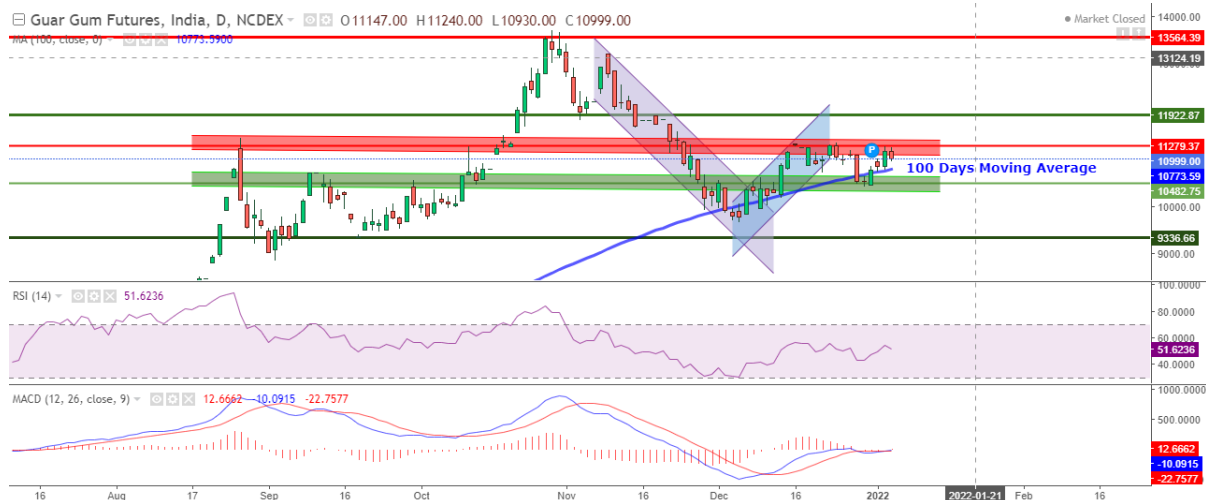 Guar Gum Futures, India, D, NCDEX O11147.00 H11240.00 L10930.00 C10999.00
Market Closed
MA (100, close, 0) 10773.5900
14000.00
13564.39
13124.19
11922.87
11279.37
10999.00
P
100 Days Moving Average
10773.59
10482.75
10000.00
9336.66
9000.00
RSI (14) 51.6236
100.0000
80.0000
60.0000
51.6236
40.0000
MACD (12, 26, close, 9) 12.6662 -10.0915 -22.7577
1000.0000
500.0000
12.6662
-10.0915
-22.7577
16 Aug 17 Sep 16 Oct Nov 16 Dec 16 2022 2022-01-21 Feb 16